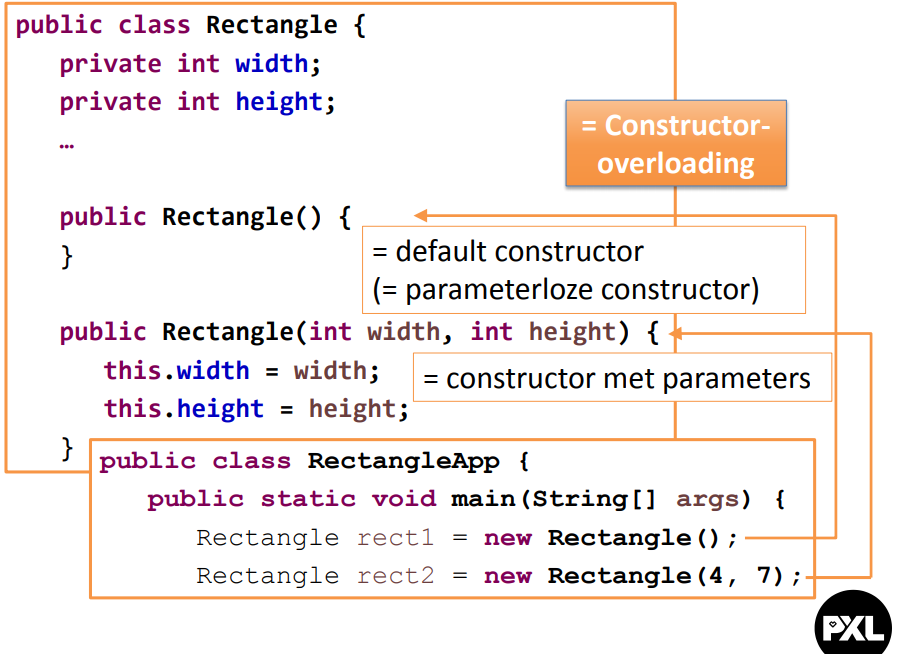 public class Rectangle {
private int width;
private int height;
…
= Constructor-
overloading
public Rectangle() {
}
= default constructor
(= parameterloze constructor)
public Rectangle(int width, int height) {
this.width = width;
= constructor met parameters
this.height = height;
}
public class RectangleApp {
public static void main(String[] args) {
Rectangle rect1 = new Rectangle();
Rectangle rect2 = new Rectangle(4, 7);
PXL